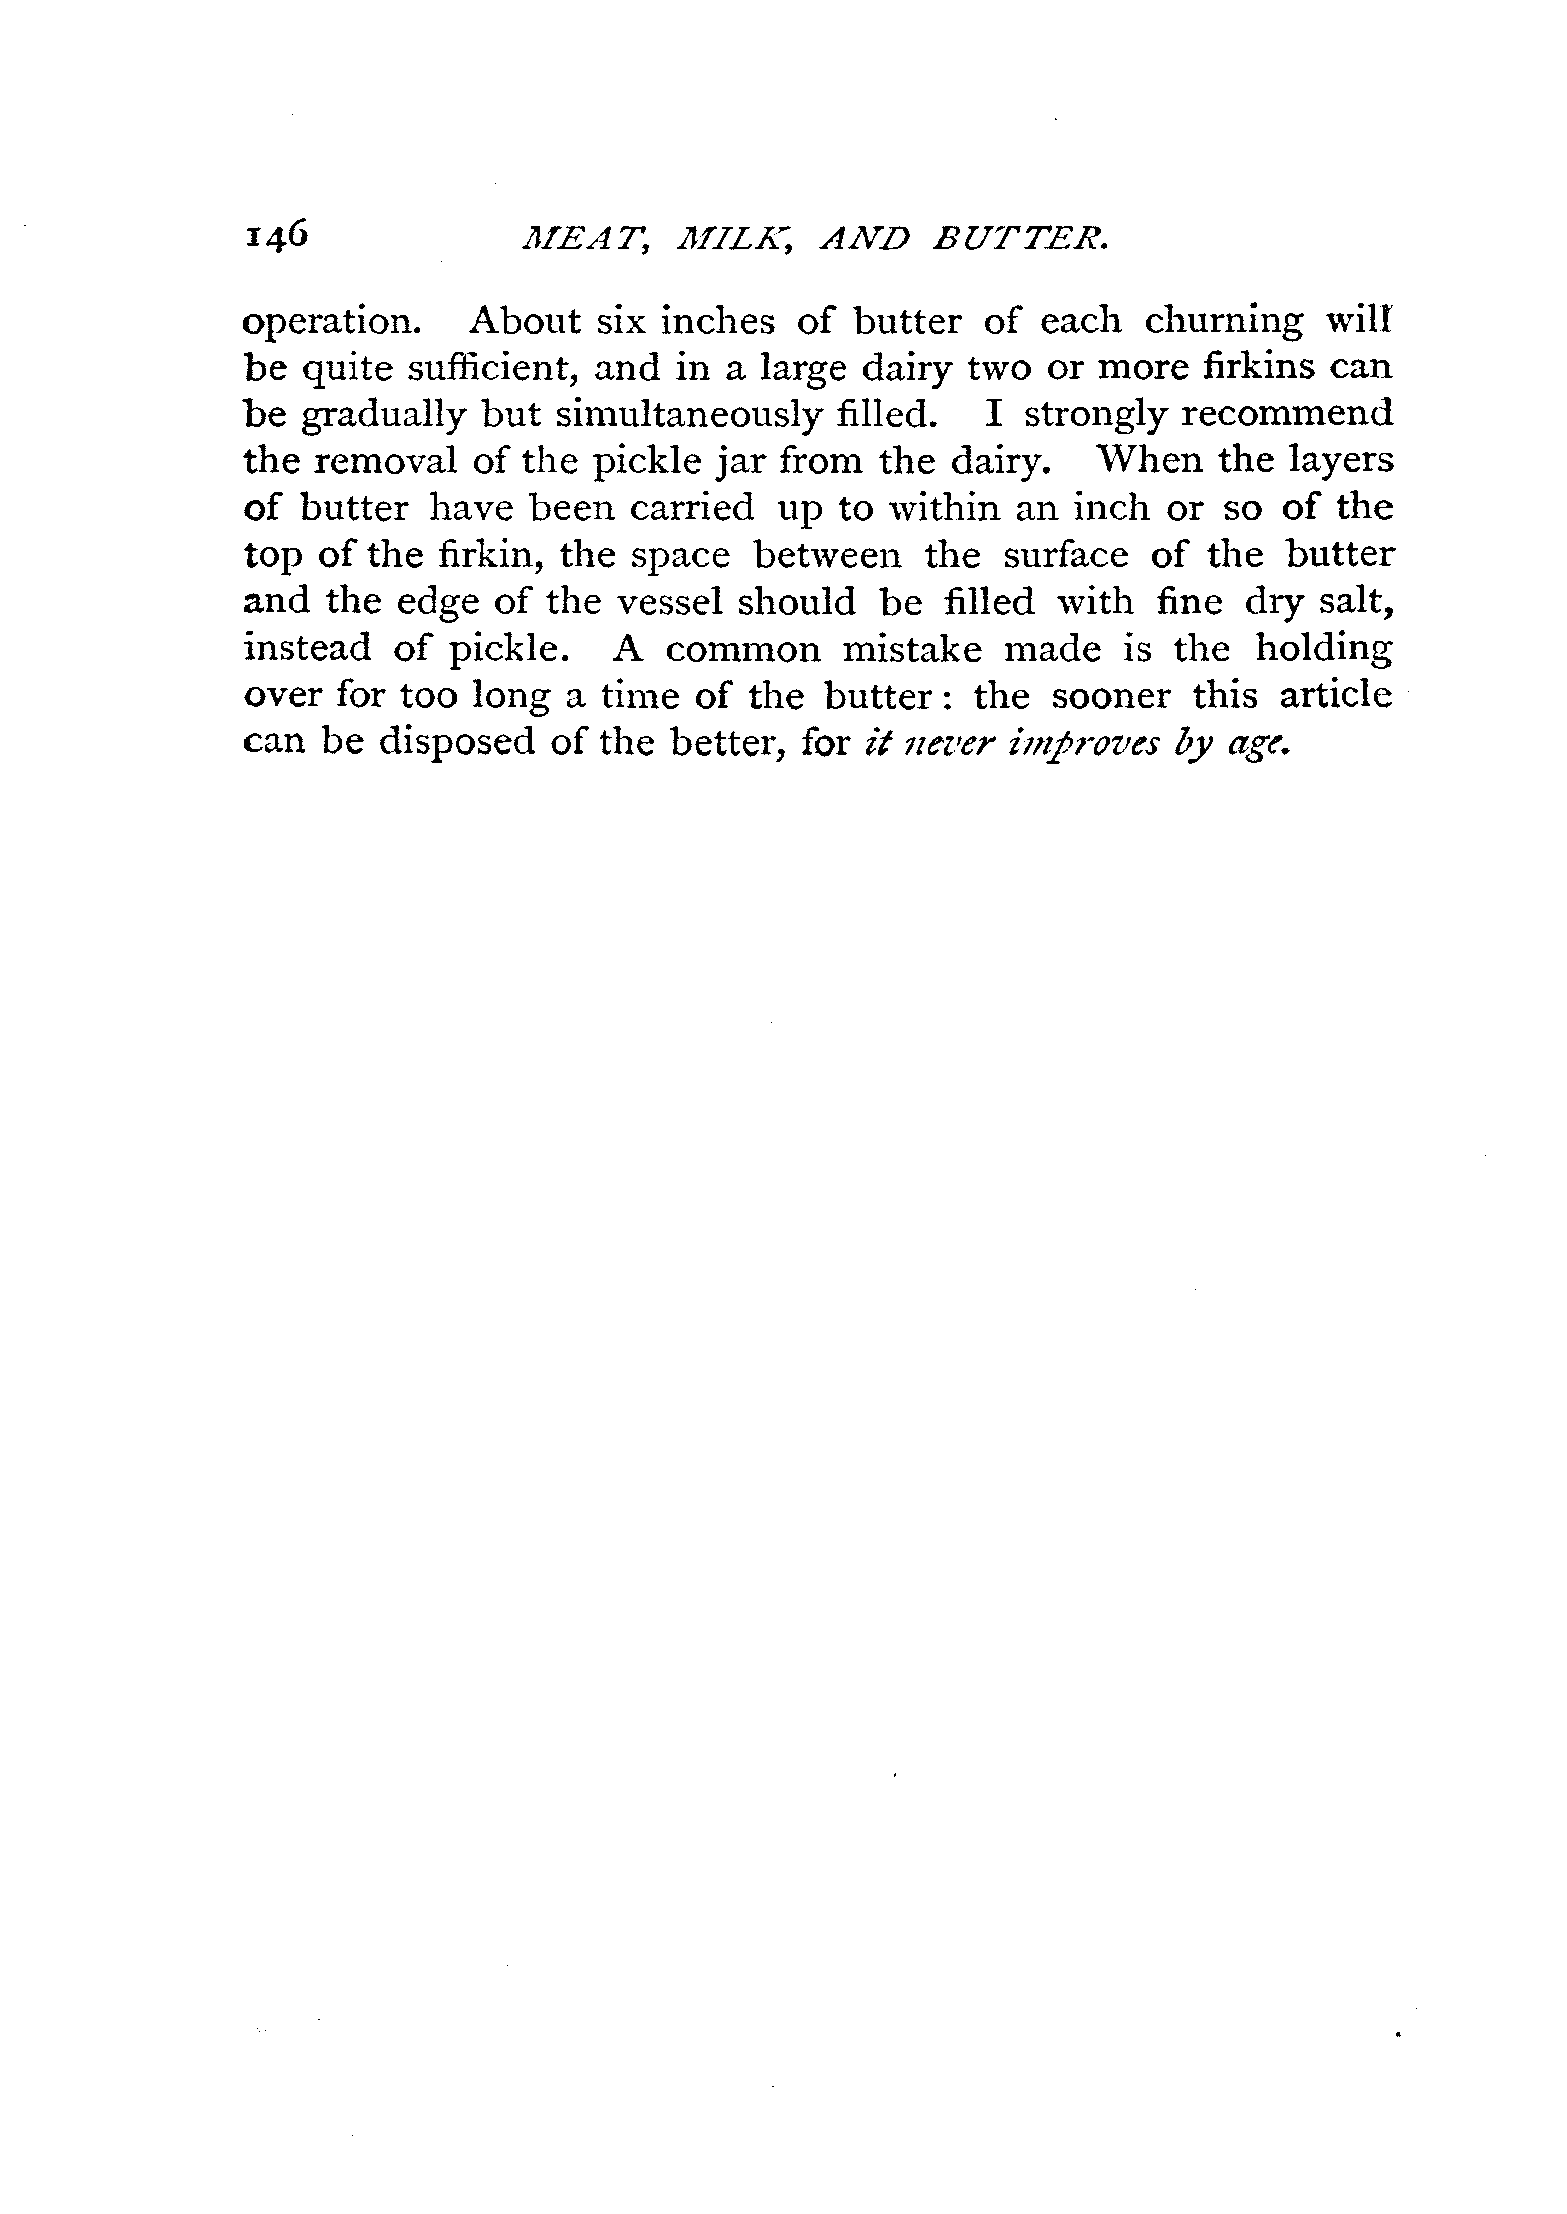 146 MEAT, MILK, AND BUTTER.
operation. About six inches of butter of each churning will
be quite sufficient, and in a large dairy two or more firkins can
be gradually but simultaneously filled. I strongly recommend
the removal of the pickle jar from the dairy. When the layers
of butter have been carried up to within an inch or so of the
top of the firkin, the space between the surface of the butter
and the edge of the vessel should be filled with fine dry salt,
instead of pickle. A common mistake made is the holding
over for too long a time of the butter: the sooner this article
can be disposed of the better, for it never improves by age.